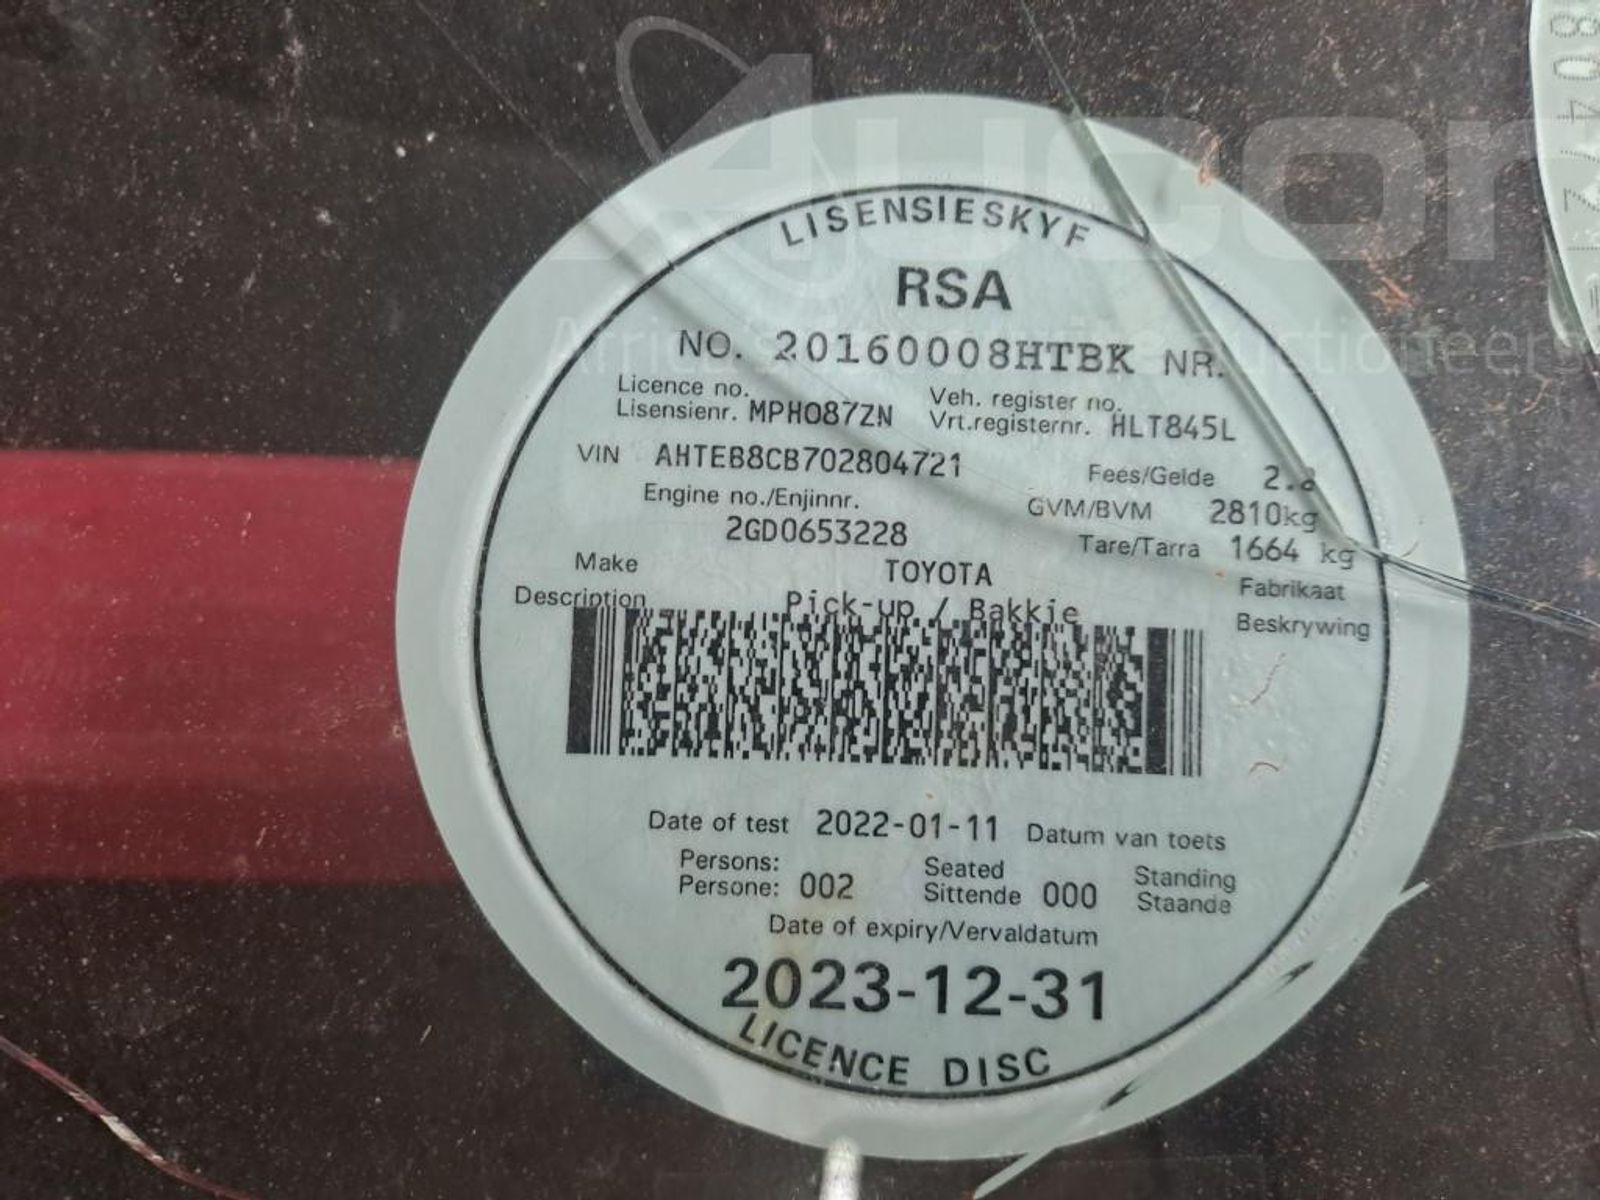 Aucor
Africa's auctioneers
LISENSIESKYF
RSA
NO. 20160008HTBK NR.
Licence no. Veh. register no.
Lisensienr. MPH087ZN Vrt.registernr. HLT845L
VIN AHTEB8CB702804721 Fees/Gelde
Engine no./Enjinnr. GVM/BVM 2810kg
2GD0653228 Tare/Tarra 1664 kg
Make TOYOTA Fabrikaat
Description Pick-up / Bakkie Beskrywing
Date of test 2022-01-11 Datum van toets
Persons: Seated Standing
Persone: 002 Sittende 000 Staande
Date of expiry/Vervaldatum
2023-12-31
LICENCE DISC